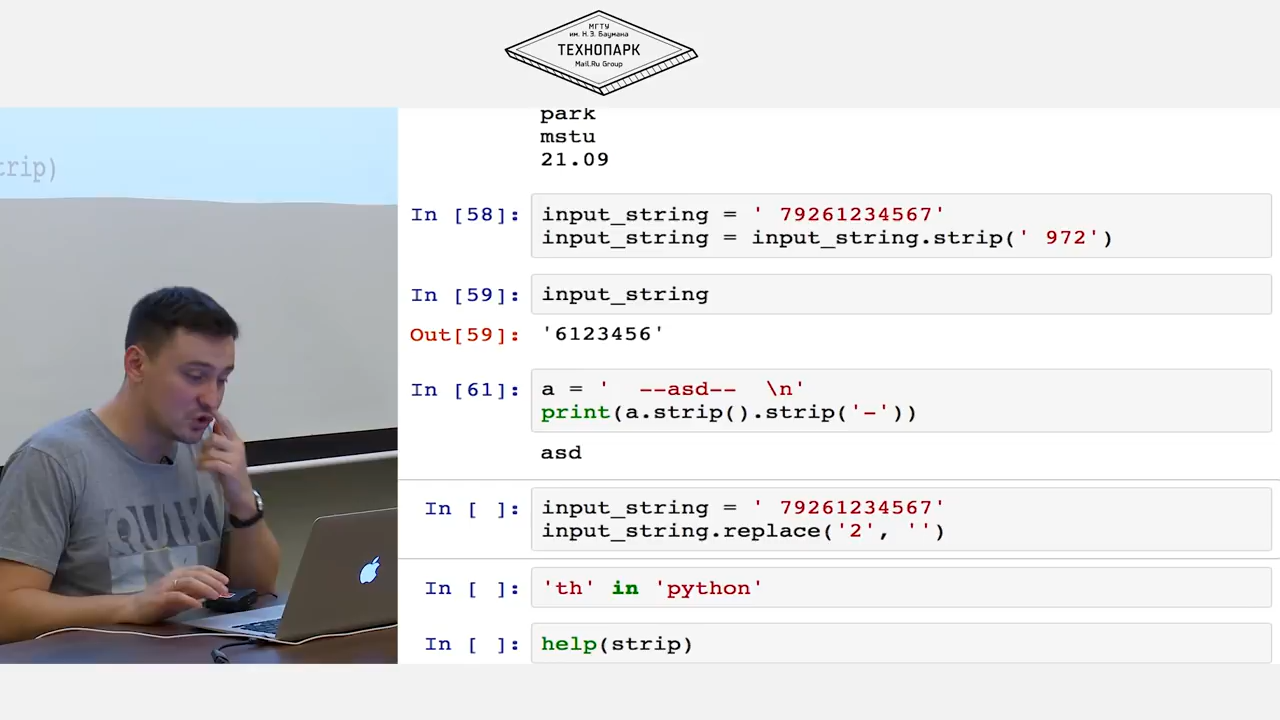 МГТУ
им. Н.Э. Баумана
ТЕХНОПАРК
Mail.Ru Group
trip)
QUIK
park
mstu
21.09
In [58]: input_string = ' 79261234567'
input_string = input_string.strip(' 972')
In [59]: input_string
Out[59]: '6123456'
In [61]: a = '  --asd--  \n'
print(a.strip().strip('-'))
asd
In [ ]: input_string = ' 79261234567'
input_string.replace('2', '')
In [ ]: 'th' in 'python'
In [ ]: help(strip)